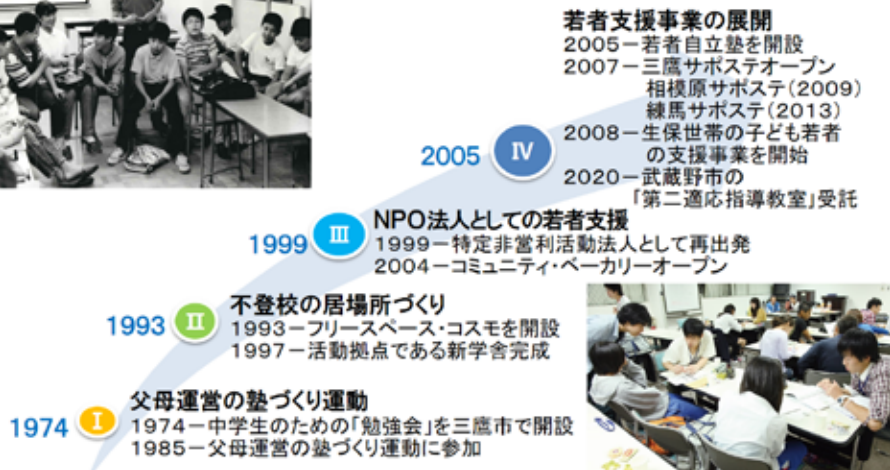 若者支援事業の展開
2005－若者自立塾を開設
2007－三鷹サポステオープン
相模原サポステ（2009）
練馬サポステ（2013）
2008－生保世帯の子ども若者
の支援事業を開始
2020－武蔵野市の
「第二適応指導教室」受託
2005
Ⅳ
NPO法人としての若者支援
1999－特定非営利活動法人として再出発
2004－コミュニティ・ベーカリーオープン
1999
Ⅲ
不登校の居場所づくり
1993－フリースペース・コスモを開設
1997－活動拠点である新学舎完成
1993
Ⅱ
父母運営の塾づくり運動
1974－中学生のための「勉強会」を三鷹市で開設
1985－父母運営の塾づくり運動に参加
1974
Ⅰ